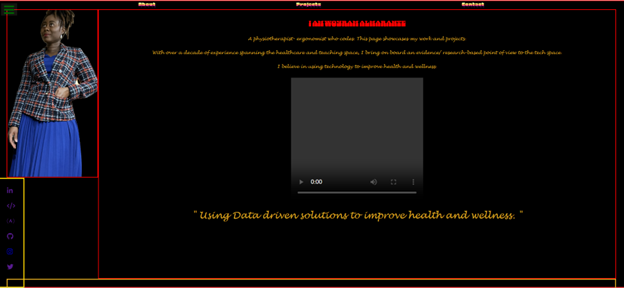 About
Projects
Contact
I AM WURAH ALHARAMED
A physiotherapist- ergonomist who codes. This page showcases my work and projects.
With over a decade of experience spanning the healthcare and teaching space, I bring on board an evidence/ research-based point of view to the tech space.
I believe in using technology to improve health and wellness
0:00
" Using Data driven solutions to improve health and wellness. "